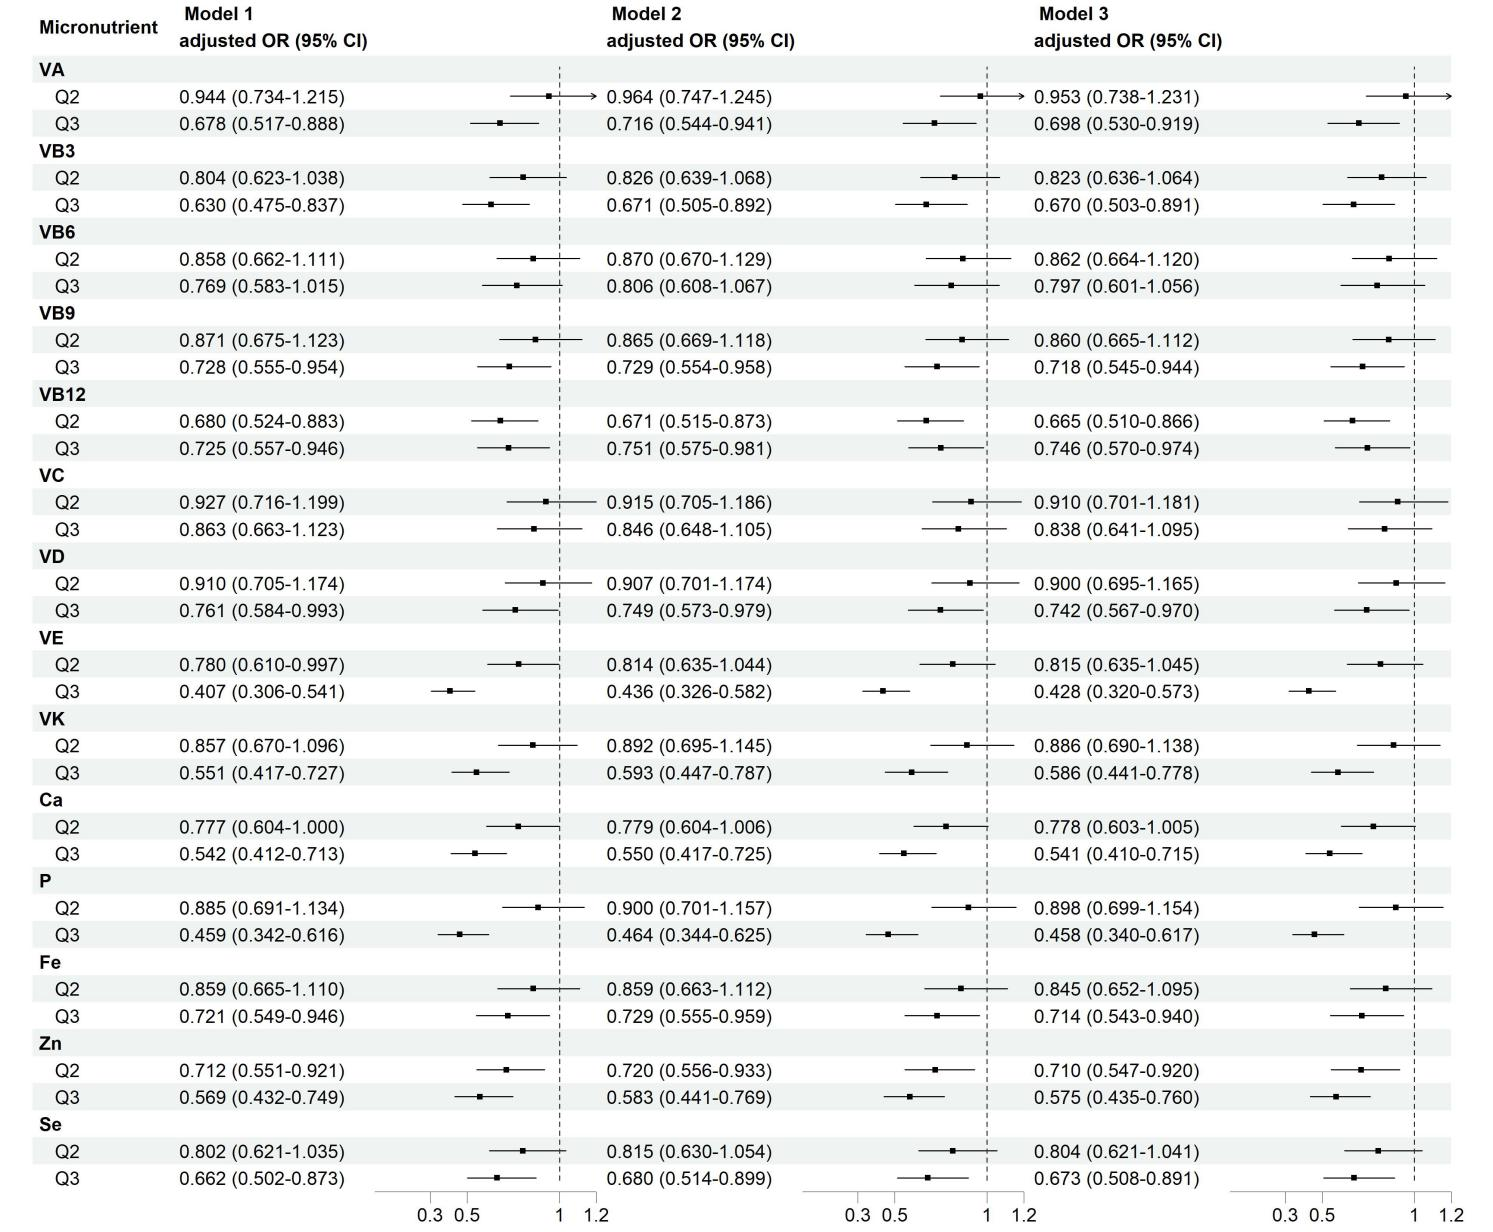 Micronutrient
Model 1 Model 2 Model 3
adjusted OR (95% CI) adjusted OR (95% CI) adjusted OR (95% CI)
VA
Q2 0.944 (0.734-1.215) 0.964 (0.747-1.245) 0.953 (0.738-1.231)
Q3 0.678 (0.517-0.888) 0.716 (0.544-0.941) 0.698 (0.530-0.919)
VB3
Q2 0.804 (0.623-1.038) 0.826 (0.639-1.068) 0.823 (0.636-1.064)
Q3 0.630 (0.475-0.837) 0.671 (0.505-0.892) 0.670 (0.503-0.891)
VB6
Q2 0.858 (0.662-1.111) 0.870 (0.670-1.129) 0.862 (0.664-1.120)
Q3 0.769 (0.583-1.015) 0.806 (0.608-1.067) 0.797 (0.601-1.056)
VB9
Q2 0.871 (0.675-1.123) 0.865 (0.669-1.118) 0.860 (0.665-1.112)
Q3 0.728 (0.555-0.954) 0.729 (0.554-0.958) 0.718 (0.545-0.944)
VB12
Q2 0.680 (0.524-0.883) 0.671 (0.515-0.873) 0.665 (0.510-0.866)
Q3 0.725 (0.557-0.946) 0.751 (0.575-0.981) 0.746 (0.570-0.974)
VC
Q2 0.927 (0.716-1.199) 0.915 (0.705-1.186) 0.910 (0.701-1.181)
Q3 0.863 (0.663-1.123) 0.846 (0.648-1.105) 0.838 (0.641-1.095)
VD
Q2 0.910 (0.705-1.174) 0.907 (0.701-1.174) 0.900 (0.695-1.165)
Q3 0.761 (0.584-0.993) 0.749 (0.573-0.979) 0.742 (0.567-0.970)
VE
Q2 0.780 (0.610-0.997) 0.814 (0.635-1.044) 0.815 (0.635-1.045)
Q3 0.407 (0.306-0.541) 0.436 (0.326-0.582) 0.428 (0.320-0.573)
VK
Q2 0.857 (0.670-1.096) 0.892 (0.695-1.145) 0.886 (0.690-1.138)
Q3 0.551 (0.417-0.727) 0.593 (0.447-0.787) 0.586 (0.441-0.778)
Ca
Q2 0.777 (0.604-1.000) 0.779 (0.604-1.006) 0.778 (0.603-1.005)
Q3 0.542 (0.412-0.713) 0.550 (0.417-0.725) 0.541 (0.410-0.715)
P
Q2 0.885 (0.691-1.134) 0.900 (0.701-1.157) 0.898 (0.699-1.154)
Q3 0.459 (0.342-0.616) 0.464 (0.344-0.625) 0.458 (0.340-0.617)
Fe
Q2 0.859 (0.665-1.110) 0.859 (0.663-1.112) 0.845 (0.652-1.095)
Q3 0.721 (0.549-0.946) 0.729 (0.555-0.959) 0.714 (0.543-0.940)
Zn
Q2 0.712 (0.551-0.921) 0.720 (0.556-0.933) 0.710 (0.547-0.920)
Q3 0.569 (0.432-0.749) 0.583 (0.441-0.769) 0.575 (0.435-0.760)
Se
Q2 0.802 (0.621-1.035) 0.815 (0.630-1.054) 0.804 (0.621-1.041)
Q3 0.662 (0.502-0.873) 0.680 (0.514-0.899) 0.673 (0.508-0.891)
0.3 0.5 1 1.2 0.3 0.5 1 1.2 0.3 0.5 1 1.2